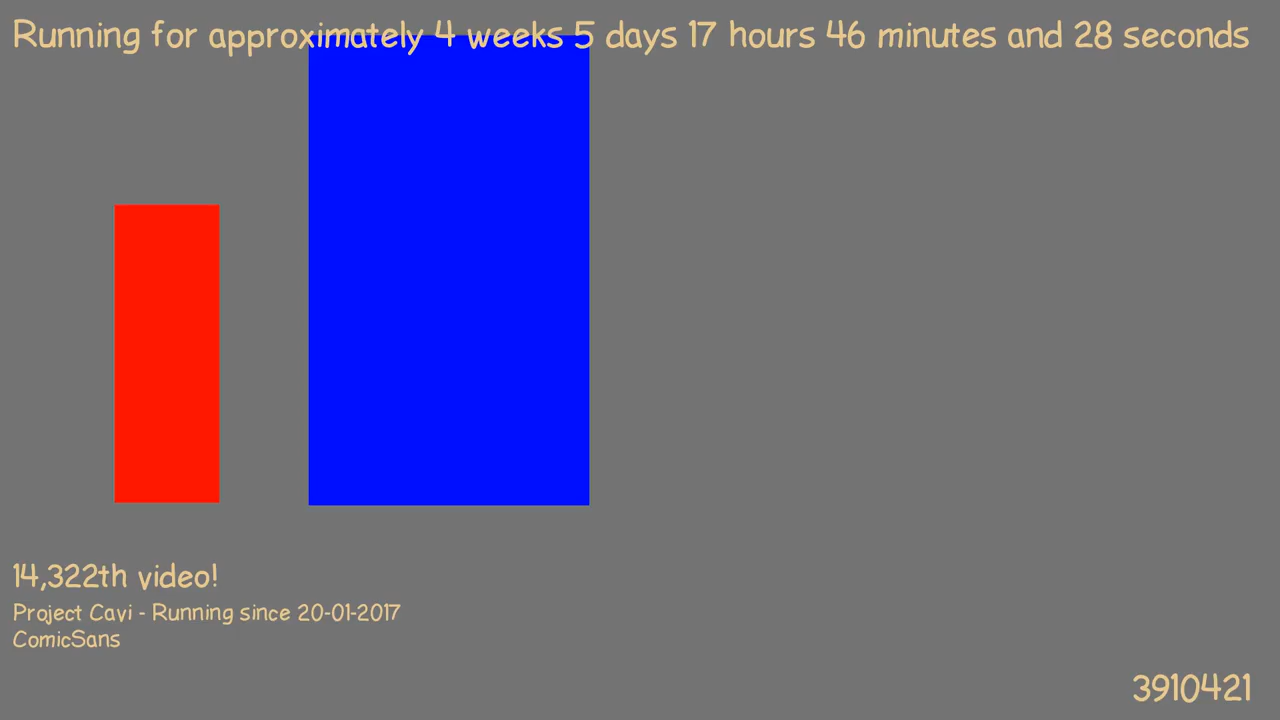 Running for approximately 4 weeks 5 days 17 hours 46 minutes and 28 seconds
14,322th video!
Project Cavi - Running since 20-01-2017
ComicSans
3910421